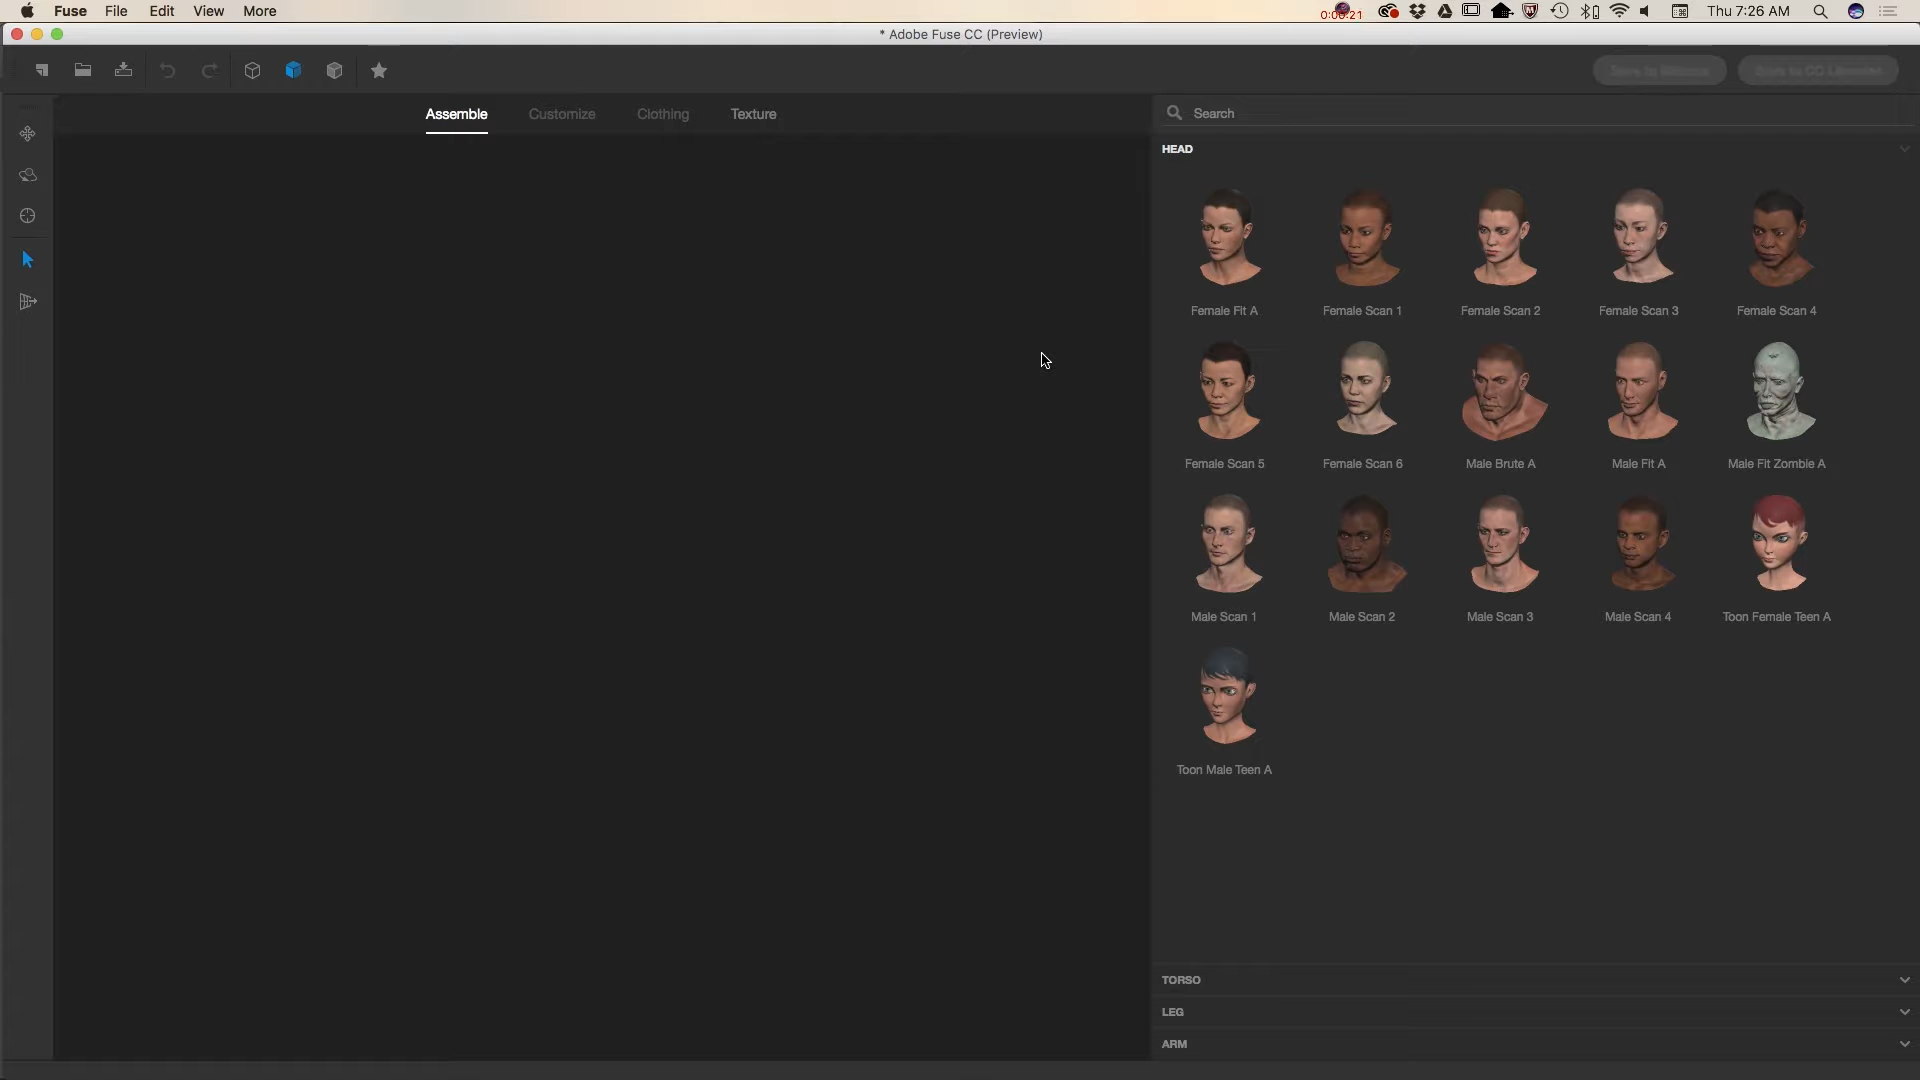 Fuse File Edit View More 0:00:21 Thu 7:26 AM
* Adobe Fuse CC (Preview)
Assemble Customize Clothing Texture
Search
HEAD
Female Fit A Female Scan 1 Female Scan 2 Female Scan 3 Female Scan 4
Female Scan 5 Female Scan 6 Male Brute A Male Fit A Male Fit Zombie A
Male Scan 1 Male Scan 2 Male Scan 3 Male Scan 4 Toon Female Teen A
Toon Male Teen A
TORSO
LEG
ARM